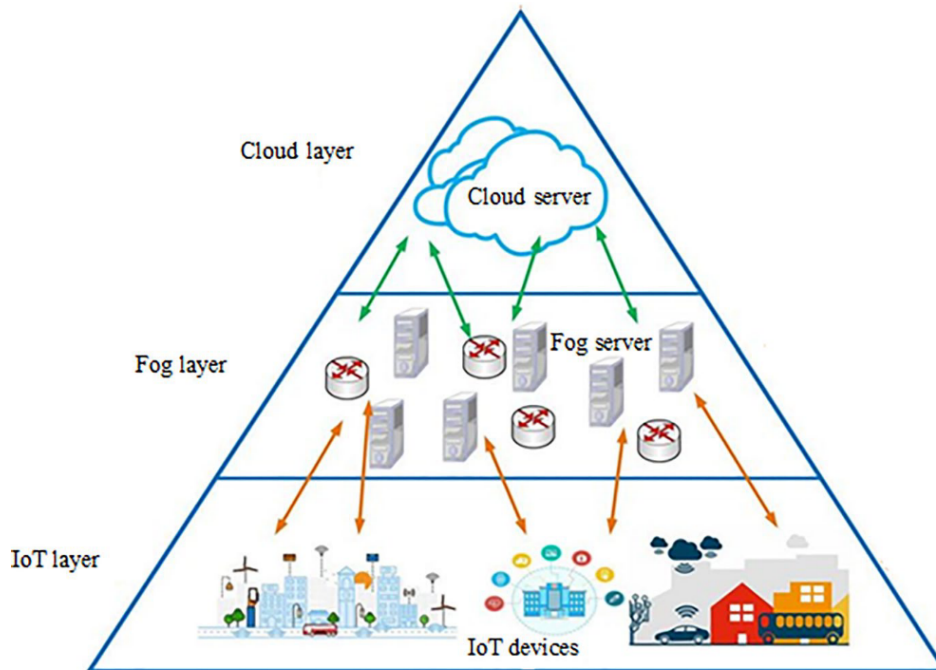 Cloud layer
Cloud server
Fog server
Fog layer
IoT layer
IoT devices